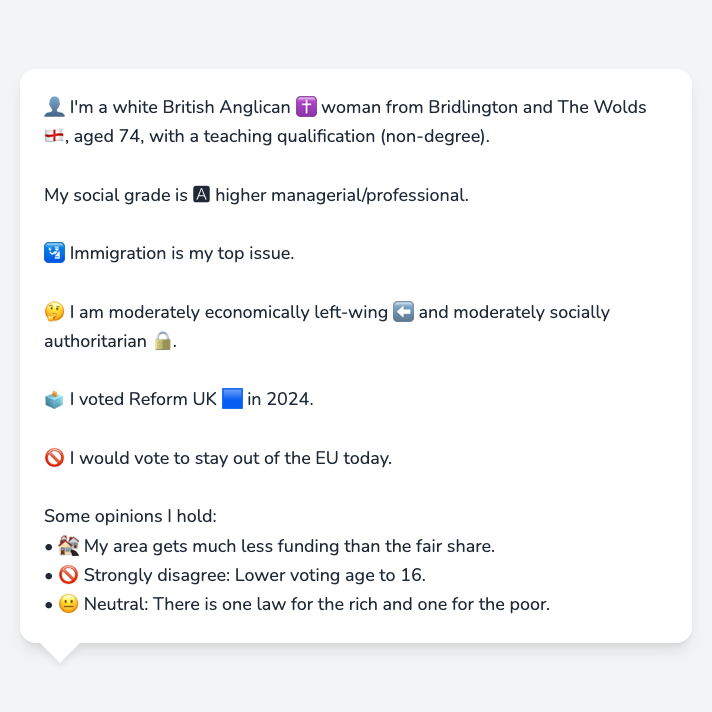 👤 I'm a white British Anglican ✝️ woman from Bridlington and The Wolds
🏴󠁧󠁢󠁥󠁮󠁧󠁿, aged 74, with a teaching qualification (non-degree).
My social grade is 🅰 higher managerial/professional.
🛂 Immigration is my top issue.
🤔 I am moderately economically left-wing ⬅️ and moderately socially
authoritarian 🔒.
🗳️ I voted Reform UK 🟦 in 2024.
🚫 I would vote to stay out of the EU today.
Some opinions I hold:
• 🏚️ My area gets much less funding than the fair share.
• 🚫 Strongly disagree: Lower voting age to 16.
• 😐 Neutral: There is one law for the rich and one for the poor.